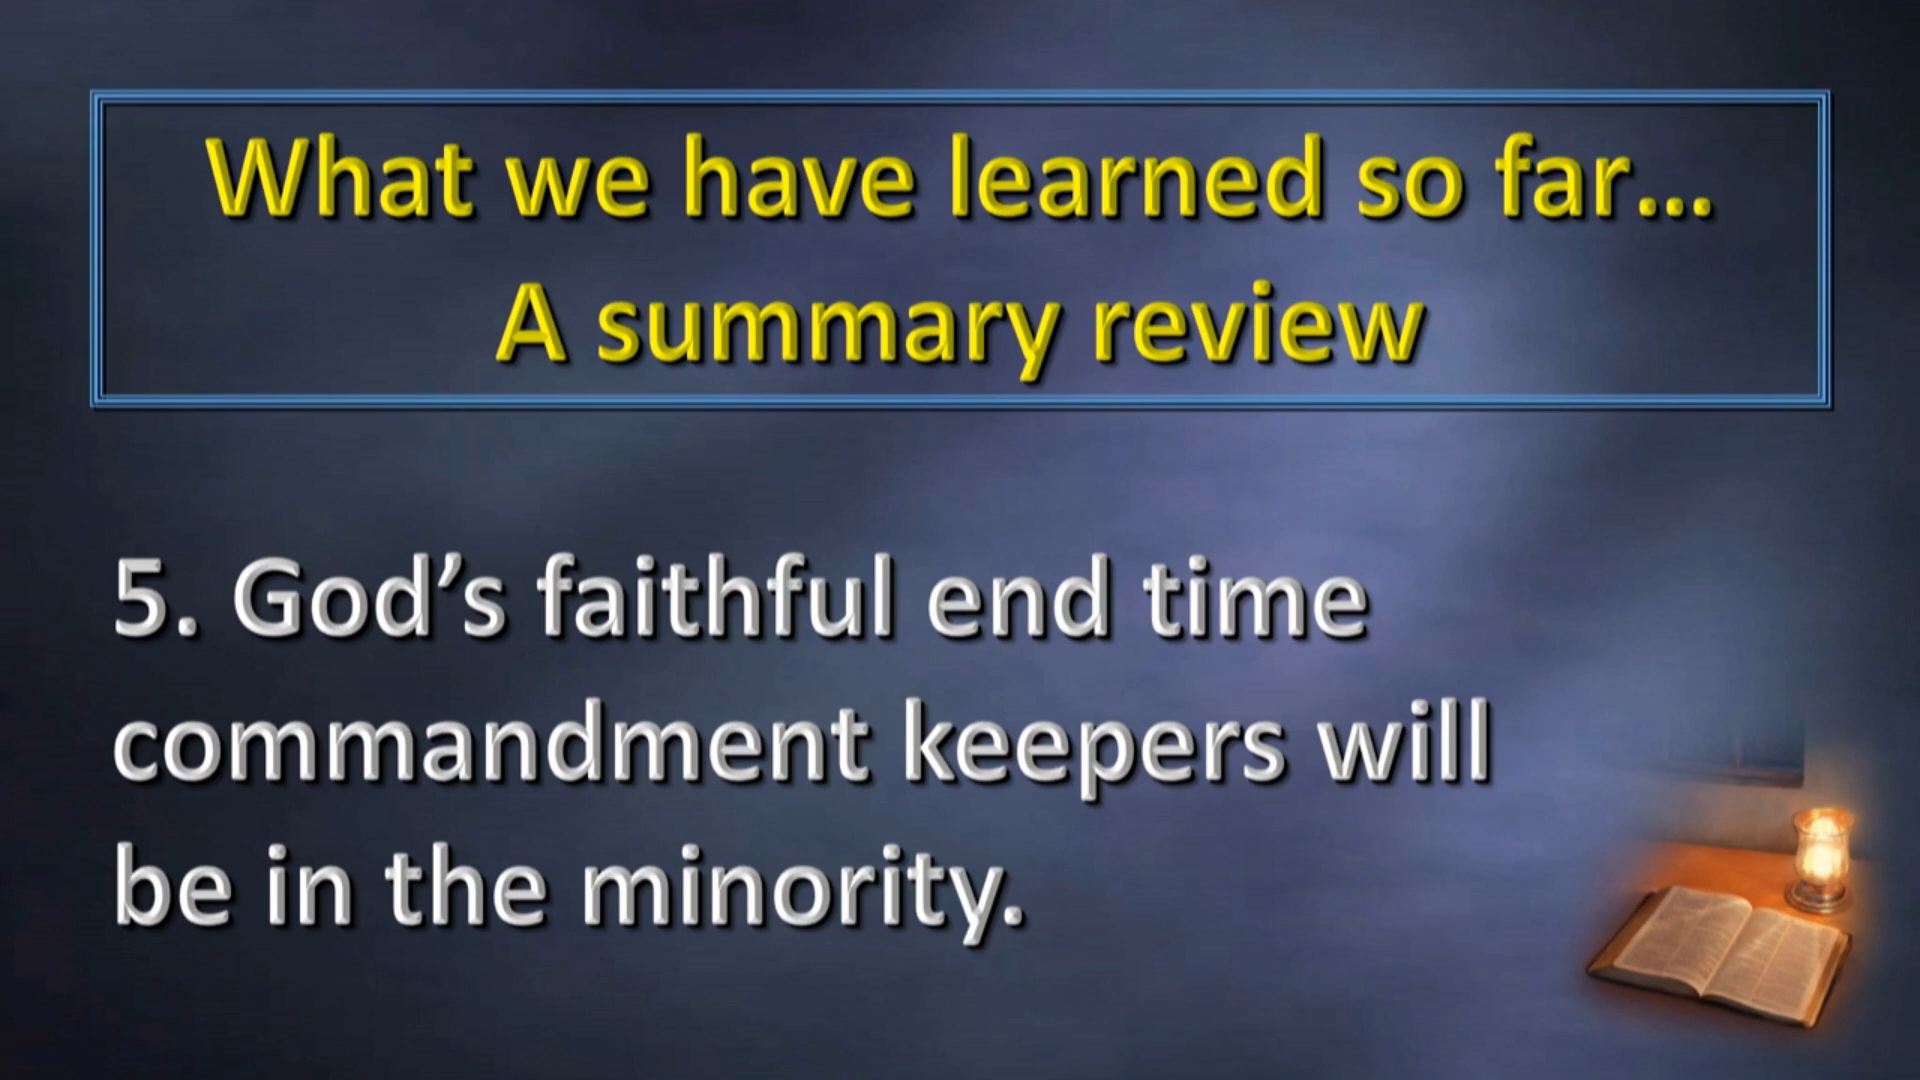 What we have learned so far...
A summary review
5. God’s faithful end time
commandment keepers will
be in the minority.